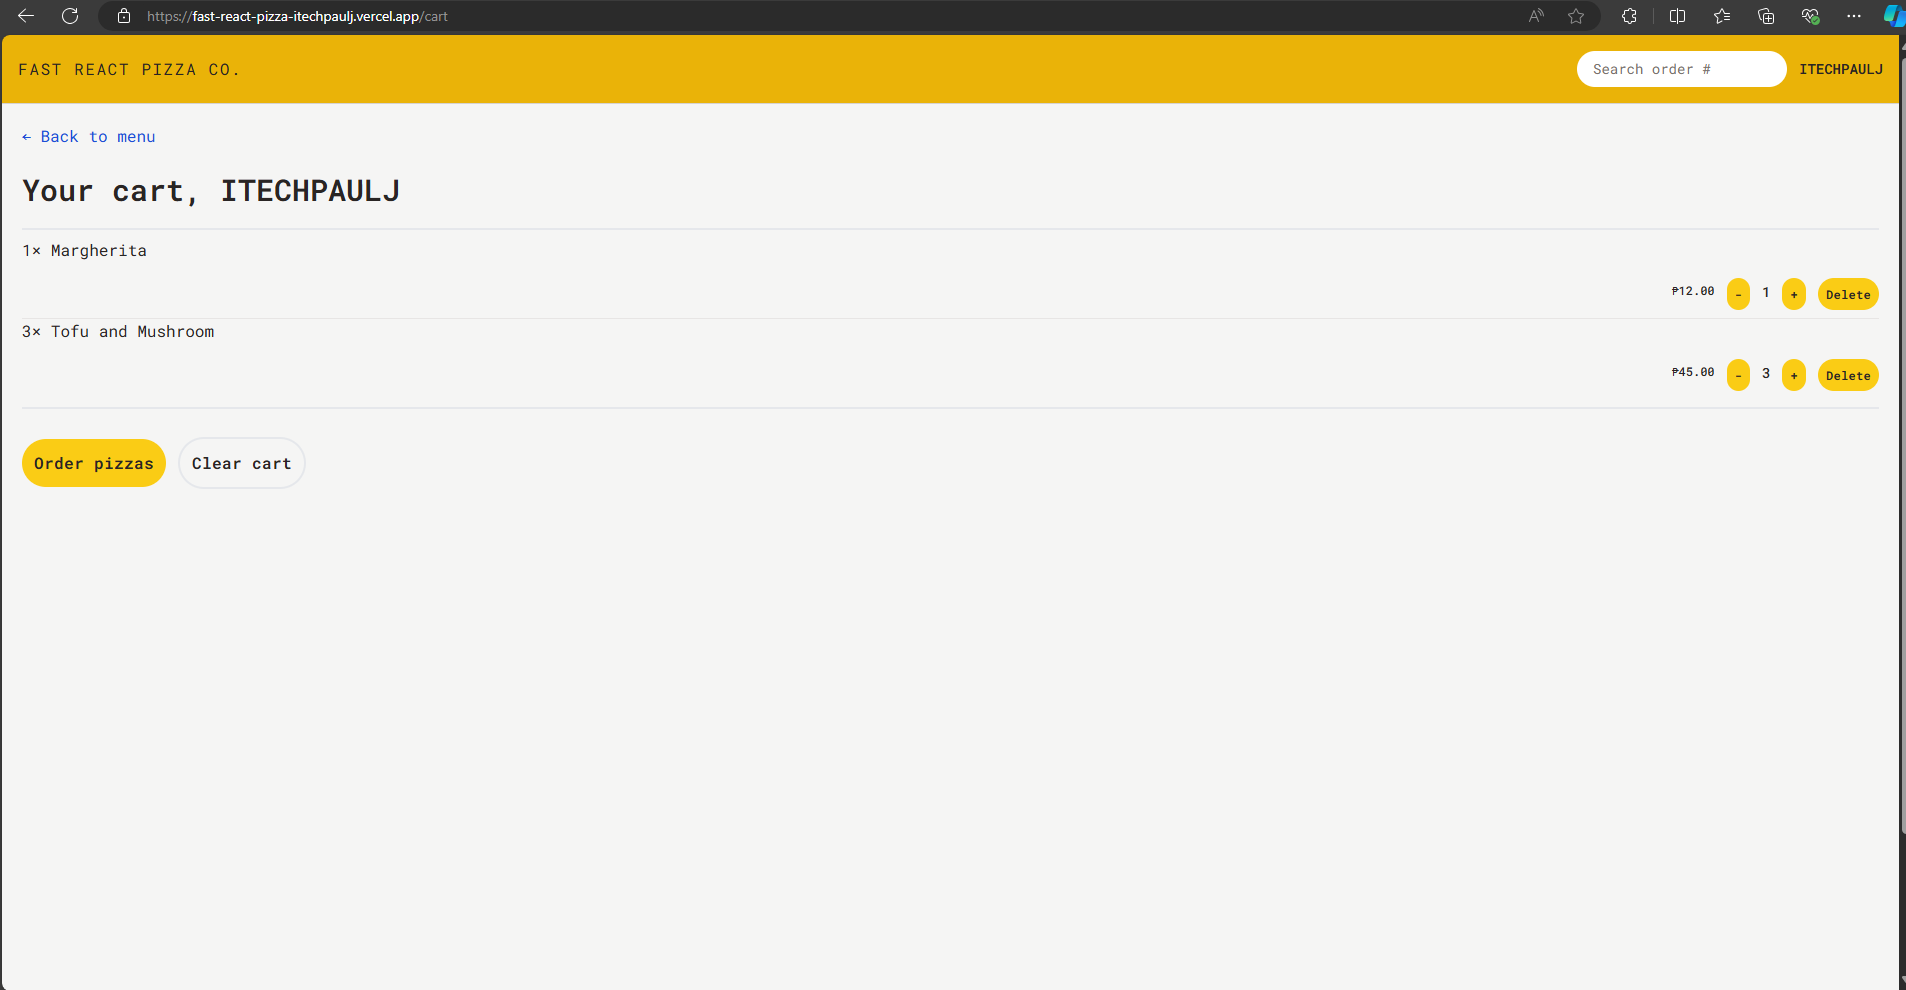 https://fast-react-pizza-itechpaulj.vercel.app/cart
FAST REACT PIZZA CO.
Search order #
ITECHPAULJ
← Back to menu
Your cart, ITECHPAULJ
1× Margherita
₱12.00 - 1 + Delete
3× Tofu and Mushroom
₱45.00 - 3 + Delete
Order pizzas
Clear cart